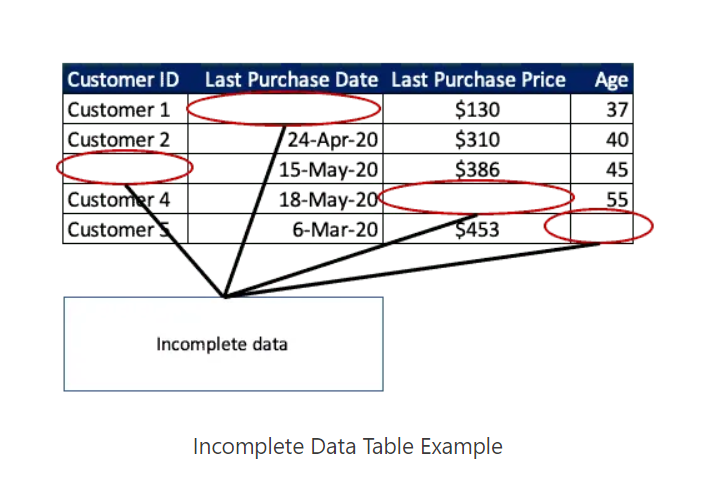 Customer ID Last Purchase Date Last Purchase Price Age
Customer 1 $130 37
Customer 2 24-Apr-20 $310 40
15-May-20 $386 45
Customer 4 18-May-20 55
Customer 5 6-Mar-20 $453
Incomplete data
Incomplete Data Table Example